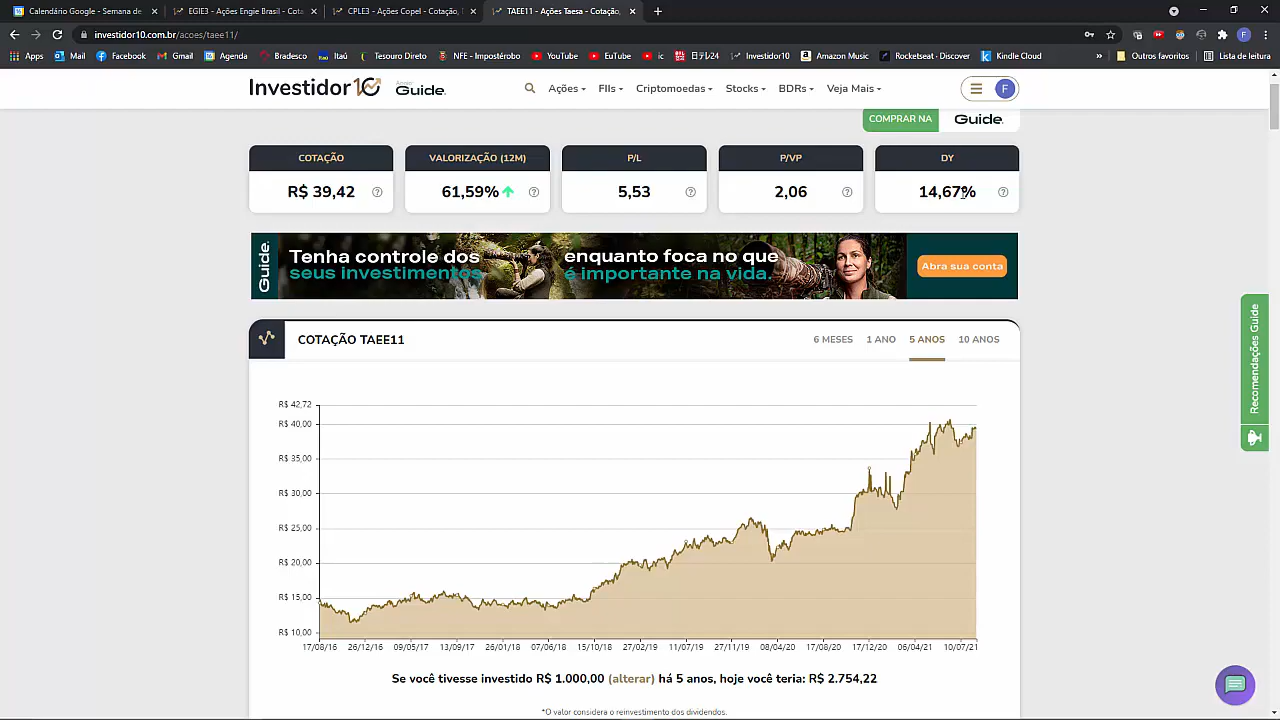 Calendário Google - Semana de
EGIE3 - Ações Engie Brasil - Cota
CPLE3 - Ações Copel - Cotação, I
TAEE11 - Ações Taesa - Cotação,
investidor10.com.br/acoes/taee11/
Apps
Mail
Facebook
Gmail
Agenda
Bradesco
Itaú
Tesouro Direto
NFE - Impostérobo
YouTube
EuTube
ic
日テレ24
Investidor10
Amazon Music
Rocketseat - Discover
Kindle Cloud
»
Outros favoritos
Lista de leitura
Investidor10
Guide.
Ações
FIIs
Criptomoedas
Stocks
BDRs
Veja Mais
F
COMPRAR NA Guide.
COTAÇÃO
VALORIZAÇÃO (12M)
P/L
P/VP
DY
R$ 39,42
61,59%
5,53
2,06
14,67%
Guide.
Tenha controle dos
seus investimentos
enquanto foca no que
é importante na vida.
Abra sua conta
COTAÇÃO TAEE11
6 MESES
1 ANO
5 ANOS
10 ANOS
R$ 42,72
R$ 40,00
R$ 35,00
R$ 30,00
R$ 25,00
R$ 20,00
R$ 15,00
R$ 10,00
17/08/16
26/12/16
09/05/17
13/09/17
26/01/18
07/06/18
15/10/18
27/02/19
11/07/19
27/11/19
08/04/20
17/08/20
17/12/20
06/04/21
10/07/21
Se você tivesse investido R$ 1.000,00 (alterar) há 5 anos, hoje você teria: R$ 2.754,22
*O valor considera o reinvestimento dos dividendos.
Recomendações Guide